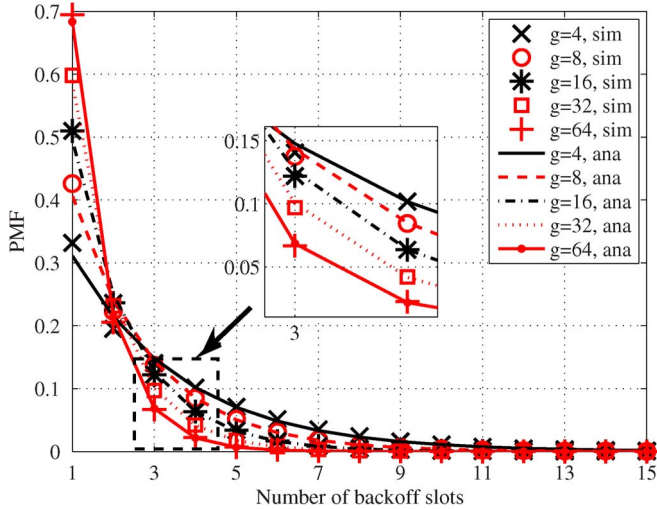 0.7
0.6
0.5
0.4
0.3
0.2
0.1
0
PMF
1
3
5
7
9
11
13
15
Number of backoff slots
0.15
0.1
0.05
3
g=4, sim
g=8, sim
g=16, sim
g=32, sim
g=64, sim
g=4, ana
g=8, ana
g=16, ana
g=32, ana
g=64, ana